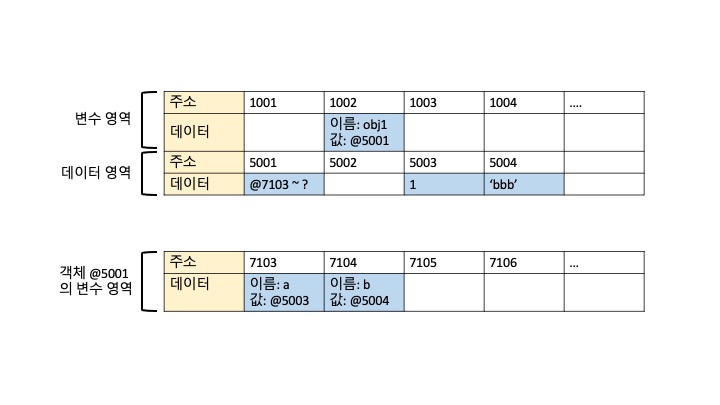 변수 영역
주소 1001 1002 1003 1004 ....
데이터 이름: obj1
값: @5001
데이터 영역
주소 5001 5002 5003 5004
데이터 @7103 ~ ? 1 ‘bbb’
객체 @5001
의 변수 영역
주소 7103 7104 7105 7106 ...
데이터 이름: a 이름: b
값: @5003 값: @5004